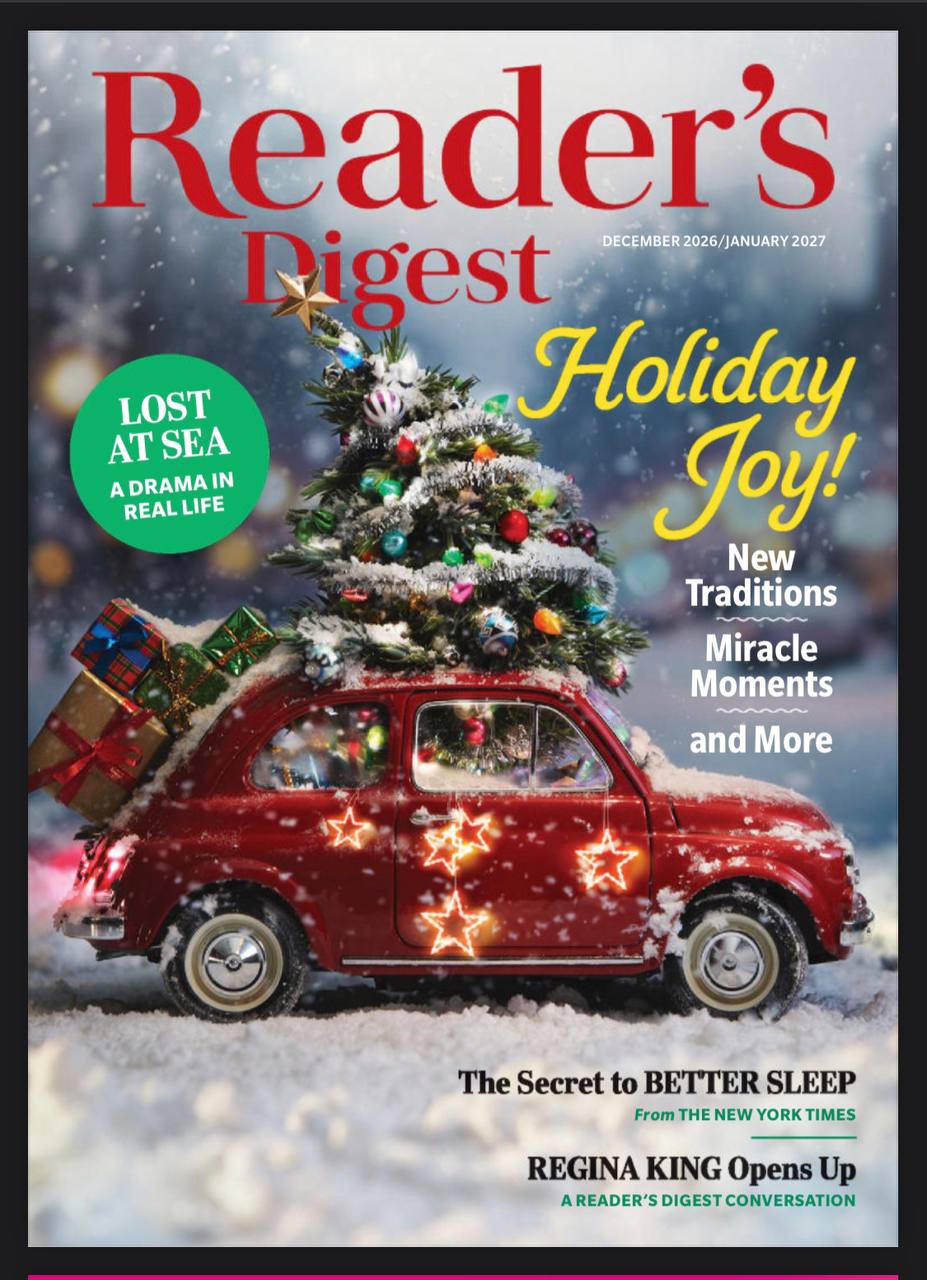 Reader's
Digest
DECEMBER 2026/JANUARY 2027
Holiday
Joy!
LOST
AT SEA
A DRAMA IN
REAL LIFE
New
Traditions
Miracle
Moments
and More
The Secret to BETTER SLEEP
From THE NEW YORK TIMES
REGINA KING Opens Up
A READER'S DIGEST CONVERSATION